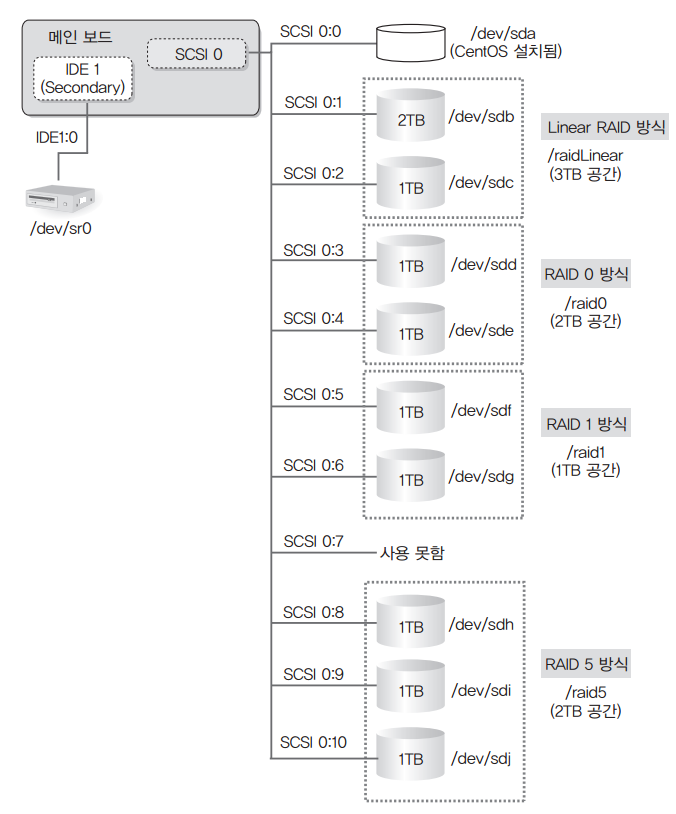 메인 보드
SCSI 0
IDE 1
(Secondary)
IDE1:0
/dev/sr0
SCSI 0:0
/dev/sda
(CentOS 설치됨)
SCSI 0:1
2TB
/dev/sdb
SCSI 0:2
1TB
/dev/sdc
Linear RAID 방식
/raidLinear
(3TB 공간)
SCSI 0:3
1TB
/dev/sdd
SCSI 0:4
1TB
/dev/sde
RAID 0 방식
/raid0
(2TB 공간)
SCSI 0:5
1TB
/dev/sdf
SCSI 0:6
1TB
/dev/sdg
RAID 1 방식
/raid1
(1TB 공간)
SCSI 0:7
사용 못함
SCSI 0:8
1TB
/dev/sdh
SCSI 0:9
1TB
/dev/sdi
SCSI 0:10
1TB
/dev/sdj
RAID 5 방식
/raid5
(2TB 공간)